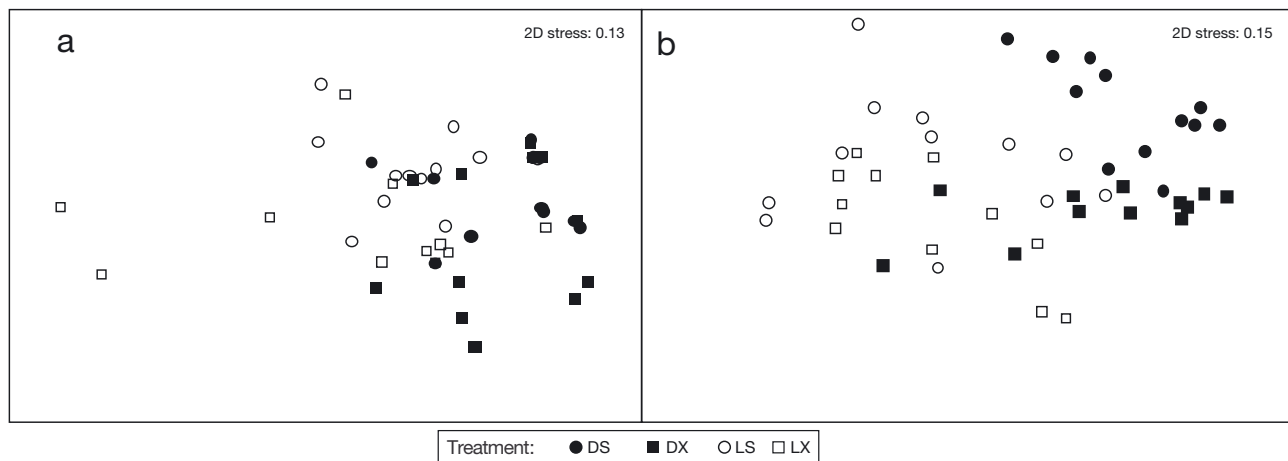 a
2D stress: 0.13
b
2D stress: 0.15
Treatment: DS DX LS LX